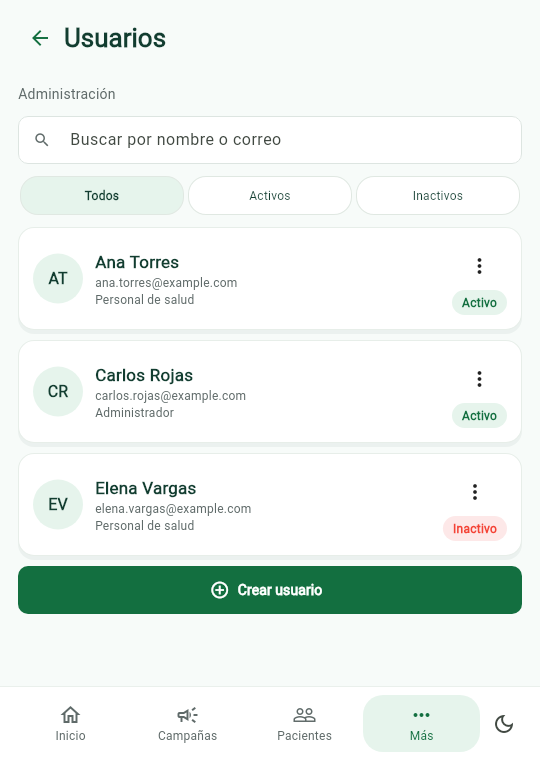 Usuarios
Administración
Buscar por nombre o correo
Todos
Activos
Inactivos
AT
Ana Torres
ana.torres@example.com
Personal de salud
Activo
CR
Carlos Rojas
carlos.rojas@example.com
Administrador
Activo
EV
Elena Vargas
elena.vargas@example.com
Personal de salud
Inactivo
Crear usuario
Inicio
Campañas
Pacientes
Más